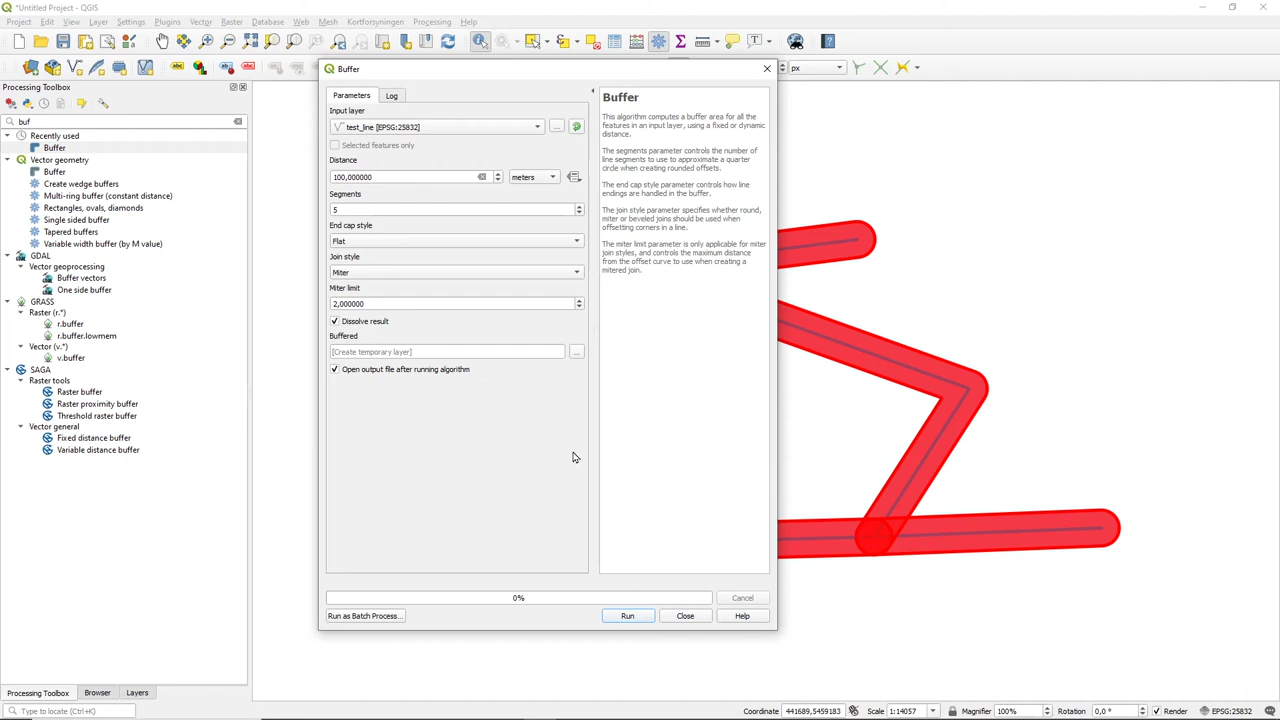 *Untitled Project - QGIS
Project Edit View Layer Settings Plugins Vector Raster Database Web Mesh Kortforsyningen Processing Help
px
Processing Toolbox
buf
Recently used
Buffer
Vector geometry
Buffer
Create wedge buffers
Multi-ring buffer (constant distance)
Rectangles, ovals, diamonds
Single sided buffer
Tapered buffers
Variable width buffer (by M value)
GDAL
Vector geoprocessing
Buffer vectors
One side buffer
GRASS
Raster (r.*)
r.buffer
r.buffer.lowmem
Vector (v.*)
v.buffer
SAGA
Raster tools
Raster buffer
Raster proximity buffer
Threshold raster buffer
Vector general
Fixed distance buffer
Variable distance buffer
Processing Toolbox Browser Layers
Buffer
Parameters Log
Input layer
test_line [EPSG:25832]
...
Selected features only
Distance
100,000000 meters
Segments
5
End cap style
Flat
Join style
Miter
Miter limit
2,000000
Dissolve result
Buffered
[Create temporary layer] ...
Open output file after running algorithm
Buffer
This algorithm computes a buffer area for all the
features in an input layer, using a fixed or dynamic
distance.
The segments parameter controls the number of
line segments to use to approximate a quarter
circle when creating rounded offsets.
The end cap style parameter controls how line
endings are handled in the buffer.
The join style parameter specifies whether round,
miter or beveled joins should be used when
offsetting corners in a line.
The miter limit parameter is only applicable for miter
join styles, and controls the maximum distance
from the offset curve to use when creating a
mitered join.
0%
Cancel
Run as Batch Process...
Run Close Help
Type to locate (Ctrl+K)
Coordinate 441689,5459183 Scale 1:14057 Magnifier 100% Rotation 0,0 ° Render EPSG:25832